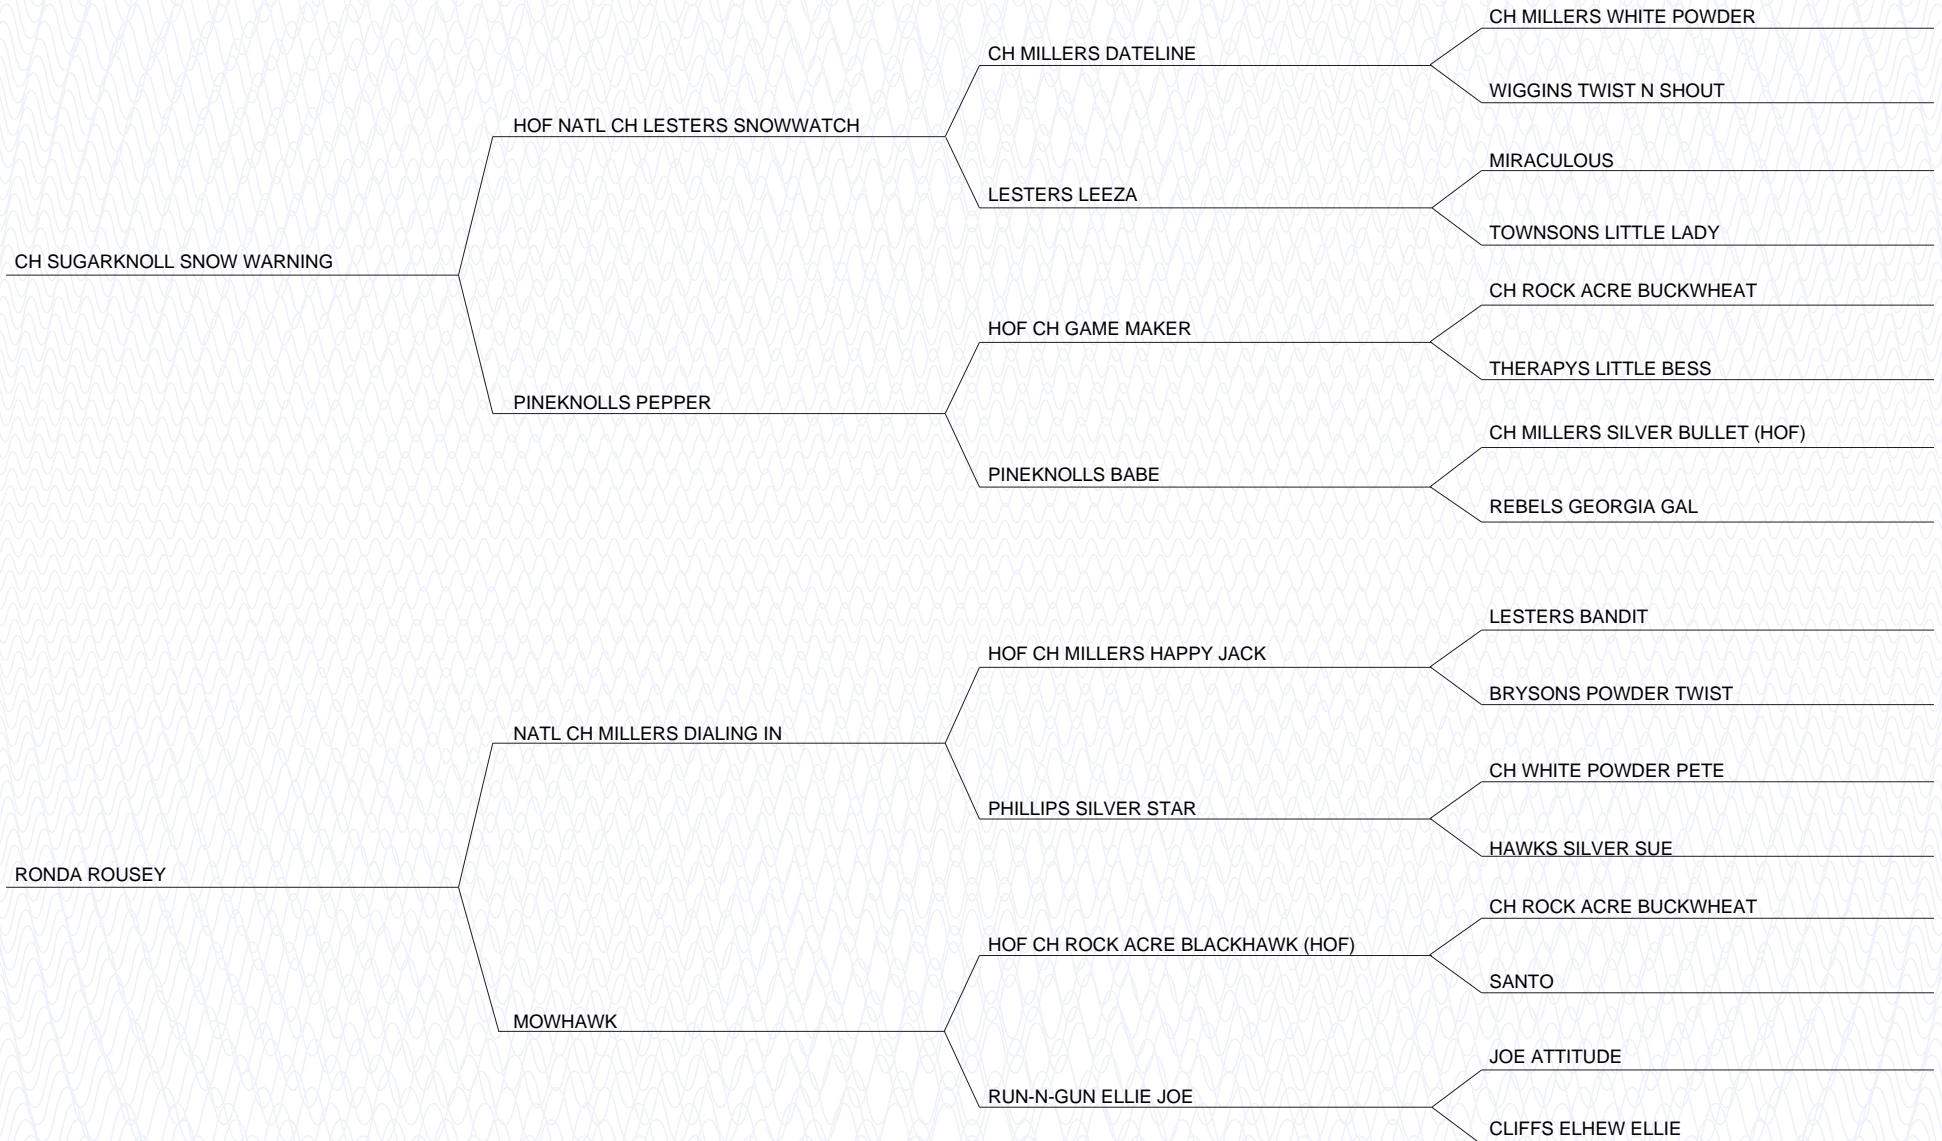 CH MILLERS WHITE POWDER
CH MILLERS DATELINE
WIGGINS TWIST N SHOUT
HOF NATL CH LESTERS SNOWWATCH
MIRACULOUS
LESTERS LEEZA
TOWNSONS LITTLE LADY
CH SUGARKNOLL SNOW WARNING
CH ROCK ACRE BUCKWHEAT
HOF CH GAME MAKER
THERAPYS LITTLE BESS
PINEKNOLLS PEPPER
CH MILLERS SILVER BULLET (HOF)
PINEKNOLLS BABE
REBELS GEORGIA GAL
LESTERS BANDIT
HOF CH MILLERS HAPPY JACK
BRYSONS POWDER TWIST
NATL CH MILLERS DIALING IN
CH WHITE POWDER PETE
PHILLIPS SILVER STAR
HAWKS SILVER SUE
RONDA ROUSEY
CH ROCK ACRE BUCKWHEAT
HOF CH ROCK ACRE BLACKHAWK (HOF)
SANTO
MOWHAWK
JOE ATTITUDE
RUN-N-GUN ELLIE JOE
CLIFFS ELHEW ELLIE